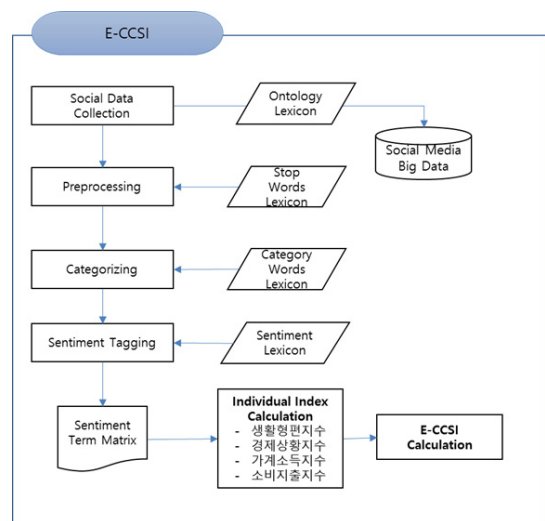 E-CCSI
Social Data
Collection
Ontology
Lexicon
Social Media
Big Data
Preprocessing
Stop
Words
Lexicon
Categorizing
Category
Words
Lexicon
Sentiment Tagging
Sentiment
Lexicon
Sentiment
Term Matrix
Individual Index
Calculation
- 생활형편지수
- 경제상황지수
- 가계소득지수
- 소비지출지수
E-CCSI
Calculation